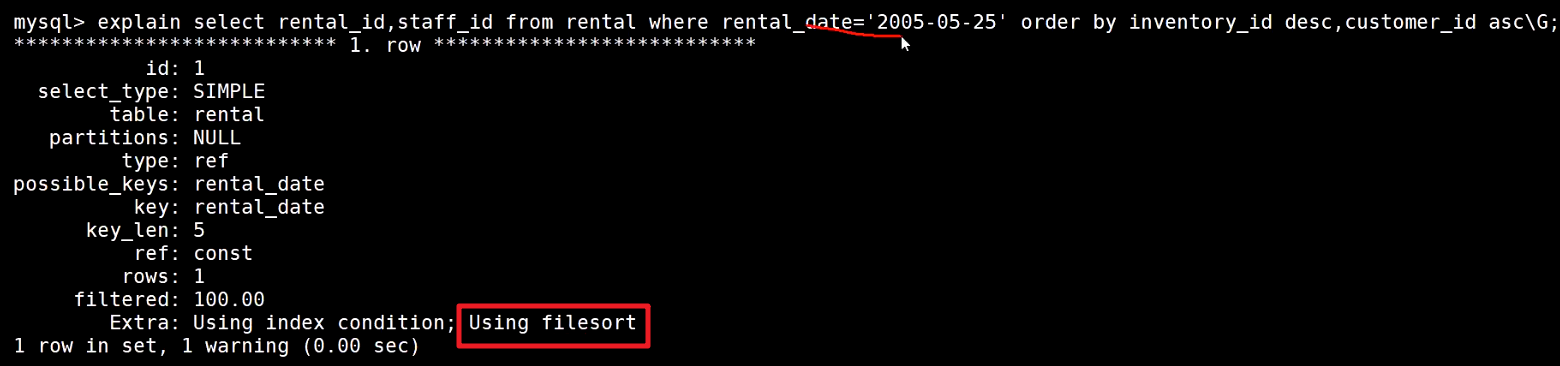 mysql> explain select rental_id,staff_id from rental where rental_date='2005-05-25' order by inventory_id desc,customer_id asc\G;
*************************** 1. row ***************************
id: 1
select_type: SIMPLE
table: rental
partitions: NULL
type: ref
possible_keys: rental_date
key: rental_date
key_len: 5
ref: const
rows: 1
filtered: 100.00
Extra: Using index condition; Using filesort
1 row in set, 1 warning (0.00 sec)